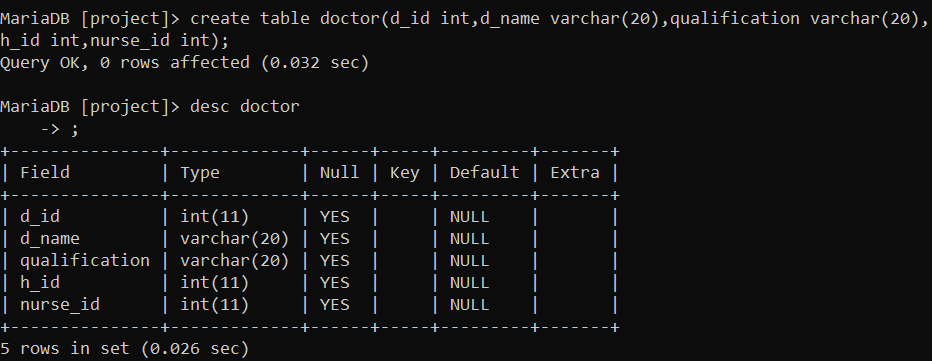 MariaDB [project]> create table doctor(d_id int,d_name varchar(20),qualification varchar(20),
h_id int,nurse_id int);
Query OK, 0 rows affected (0.032 sec)

MariaDB [project]> desc doctor
    -> ;
+---------------+-------------+------+-----+---------+-------+
| Field         | Type        | Null | Key | Default | Extra |
+---------------+-------------+------+-----+---------+-------+
| d_id          | int(11)     | YES  |     | NULL    |       |
| d_name        | varchar(20) | YES  |     | NULL    |       |
| qualification | varchar(20) | YES  |     | NULL    |       |
| h_id          | int(11)     | YES  |     | NULL    |       |
| nurse_id      | int(11)     | YES  |     | NULL    |       |
+---------------+-------------+------+-----+---------+-------+
5 rows in set (0.026 sec)